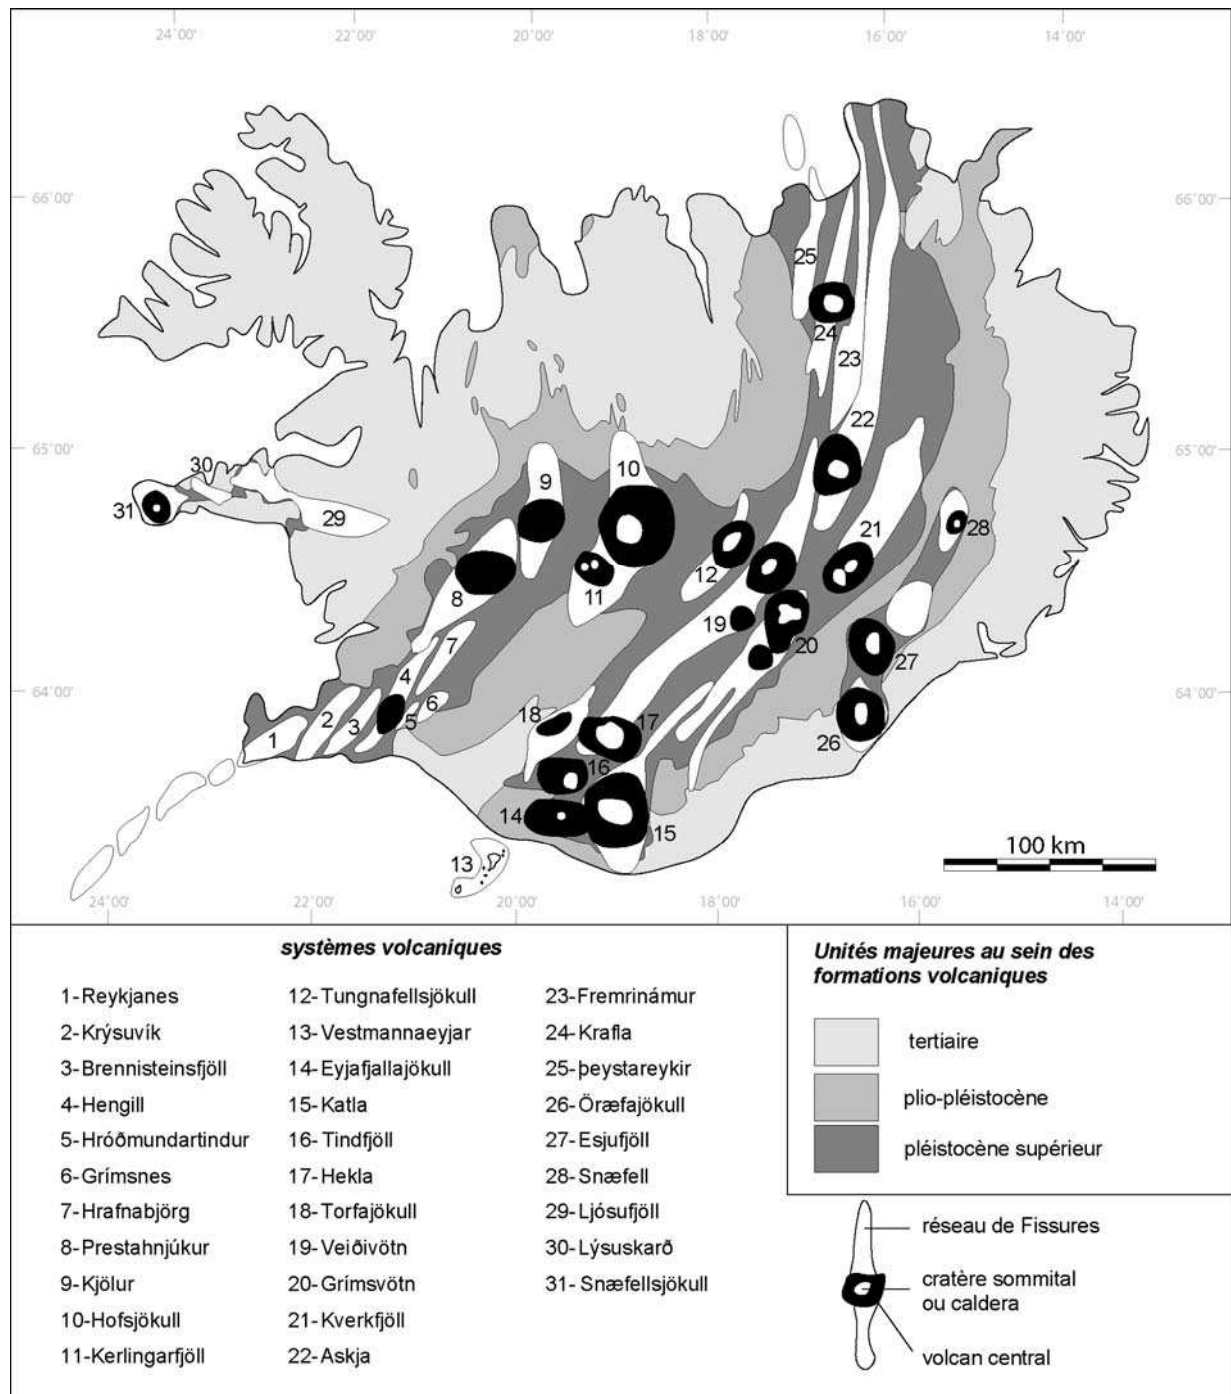 24°00' 22°00' 20°00' 18°00' 16°00' 14°00'
66°00' 66°00'
25
24
23
22
65°00' 65°00'
30
10
9
31
29
21
28
12
8
11
19
20
7
27
4
64°00' 64°00'
6
2
5
18
3
17
1
26
16
14
15
100 km
13
24°00' 22°00' 20°00' 18°00' 16°00' 14°00'
systèmes volcaniques
1-Reykjanes
2-Krýsuvík
3-Brennisteinsfjöll
4-Hengill
5-Hróðmundartindur
6-Grímsnes
7-Hrafnabjörg
8-Prestahnjúkur
9-Kjölur
10-Hofsjökull
11-Kerlingarfjöll
12-Tungnafellsjökull
13-Vestmannaeyjar
14-Eyjafjallajökull
15-Katla
16-Tindfjöll
17-Hekla
18-Torfajökull
19-Veiðivötn
20-Grímsvötn
21-Kverkfjöll
22-Askja
23-Fremrinámur
24-Krafla
25-þeystareykir
26-Öræfajökull
27-Esjufjöll
28-Snæfell
29-Ljósufjöll
30-Lýsuskarð
31-Snæfellsjökull
Unités majeures au sein des
formations volcaniques
tertiaire
plio-pléistocène
pléistocène supérieur
réseau de Fissures
cratère sommital
ou caldera
volcan central